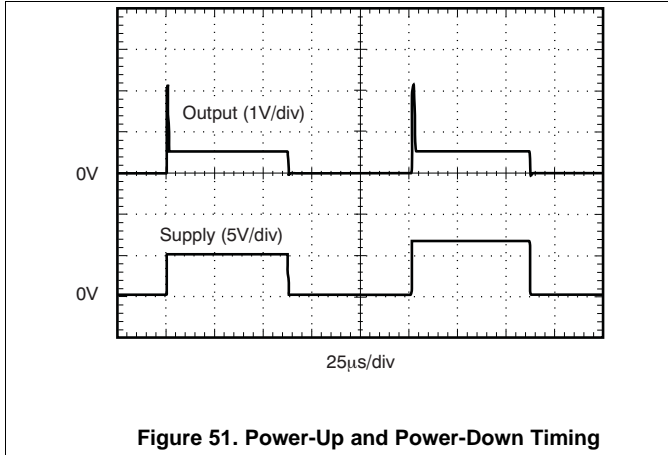 Output (1V/div)
0V
Supply (5V/div)
0V
25µs/div
Figure 51. Power-Up and Power-Down Timing